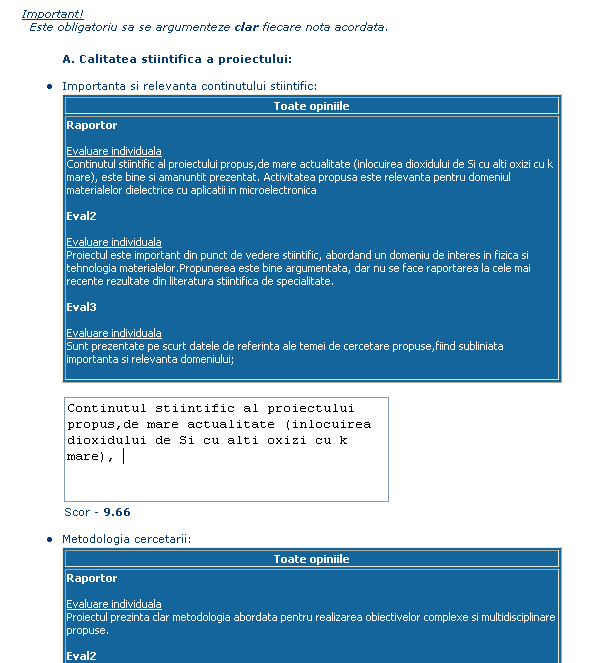 Important!
Este obligatoriu sa se argumenteze clar fiecare nota acordata.
A. Calitatea stiintifica a proiectului:
• Importanta si relevanta continutului stiintific:
Toate opiniile
Raportor
Evaluare individuala
Continutul stiintific al proiectului propus,de mare actualitate (inlocuirea dioxidului de Si cu alti oxizi cu k
mare), este bine si amanuntit prezentat. Activitatea propusa este relevanta pentru domeniul
materialelor dielectrice cu aplicatii in microelectronica
Eval2
Evaluare individuala
Proiectul este important din punct de vedere stiintific, abordand un domeniu de interes in fizica si
tehnologia materialelor.Propunerea este bine argumentata, dar nu se face raportarea la cele mai
recente rezultate din literatura stiintifica de specialitate.
Eval3
Evaluare individuala
Sunt prezentate pe scurt datele de referinta ale temei de cercetare propuse,fiind subliniata
importanta si relevanta domeniului;
Continutul stiintific al proiectului
propus,de mare actualitate (inlocuirea
dioxidului de Si cu alti oxizi cu k
mare),
Scor - 9.66
• Metodologia cercetarii:
Toate opiniile
Raportor
Evaluare individuala
Proiectul prezinta clar metodologia abordata pentru realizarea obiectivelor complexe si multidisciplinare
propuse.
Eval2